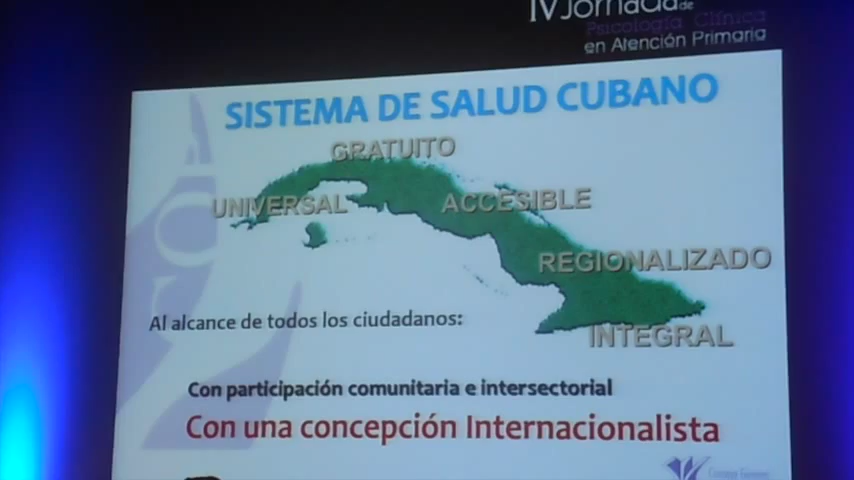 IV Jornada de
Psicología Clínica
en Atención Primaria
SISTEMA DE SALUD CUBANO
GRATUITO
UNIVERSAL
ACCESIBLE
REGIONALIZADO
INTEGRAL
Al alcance de todos los ciudadanos:
Con participación comunitaria e intersectorial
Con una concepción Internacionalista